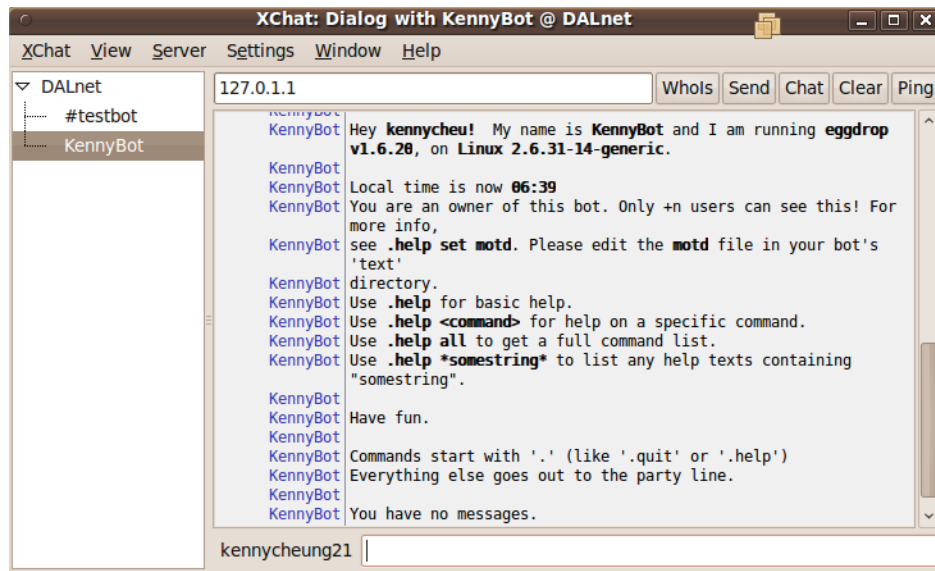 XChat: Dialog with KennyBot @ DALnet
XChat View Server Settings Window Help
DALnet
#testbot
KennyBot
127.0.1.1
WhoIs Send Chat Clear Ping
KennyBot
KennyBot Hey kennycheu! My name is KennyBot and I am running eggdrop
v1.6.20, on Linux 2.6.31-14-generic.
KennyBot
KennyBot Local time is now 06:39
KennyBot You are an owner of this bot. Only +n users can see this! For
more info,
KennyBot see .help set motd. Please edit the motd file in your bot's
'text'
KennyBot directory.
KennyBot Use .help for basic help.
KennyBot Use .help <command> for help on a specific command.
KennyBot Use .help all to get a full command list.
KennyBot Use .help *somestring* to list any help texts containing
"somestring".
KennyBot
KennyBot Have fun.
KennyBot
KennyBot Commands start with '.' (like '.quit' or '.help')
KennyBot Everything else goes out to the party line.
KennyBot
KennyBot You have no messages.
kennycheung21